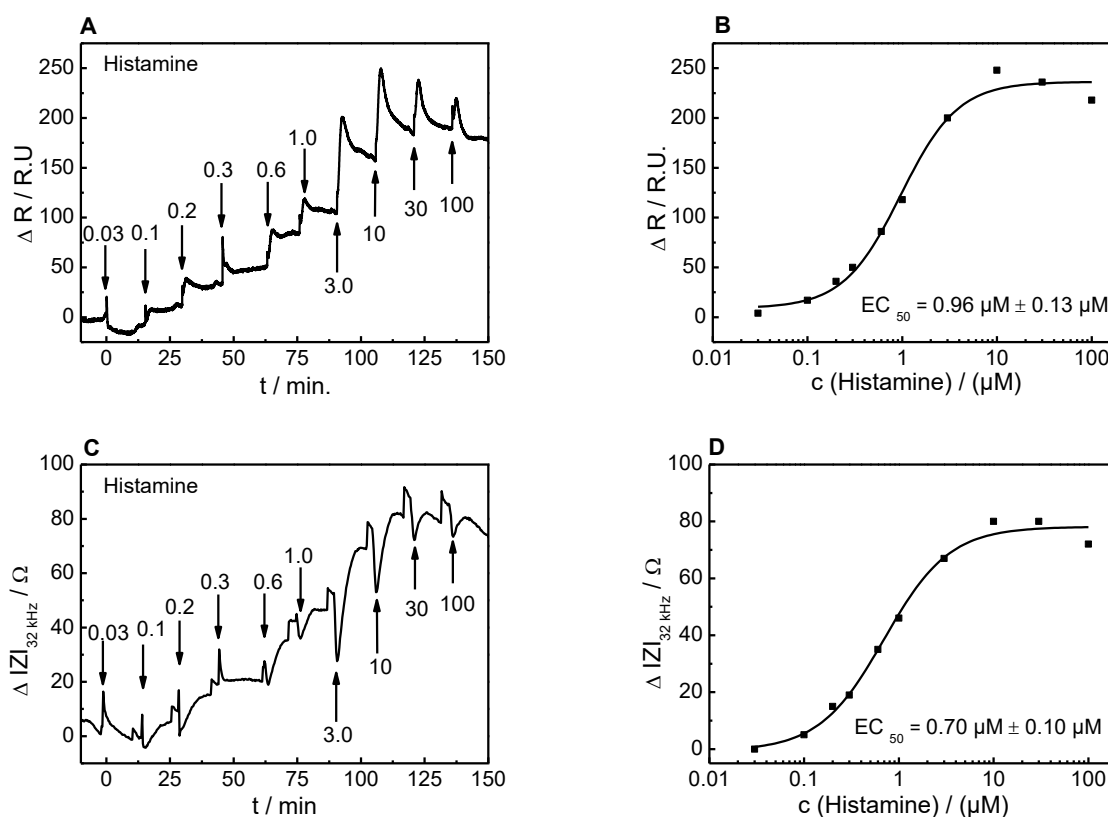 A
Histamine
Δ R / R.U
250
200
150
100
50
0
0.03
0.1
0.2
0.3
0.6
1.0
3.0
10
30
100
0 25 50 75 100 125 150
t / min.
B
Δ R / R.U.
250
200
150
100
50
0
EC 50 = 0.96 µM ± 0.13 µM
0.01 0.1 1 10 100
c (Histamine) / (µM)
C
Histamine
Δ IZI32 kHz / Ω
100
80
60
40
20
0
0.03
0.1
0.2
0.3
0.6
1.0
3.0
10
30
100
0 25 50 75 100 125 150
t / min
D
Δ IZI32 kHz / Ω
100
80
60
40
20
0
EC 50 = 0.70 µM ± 0.10 µM
0.01 0.1 1 10 100
c (Histamine) / (µM)